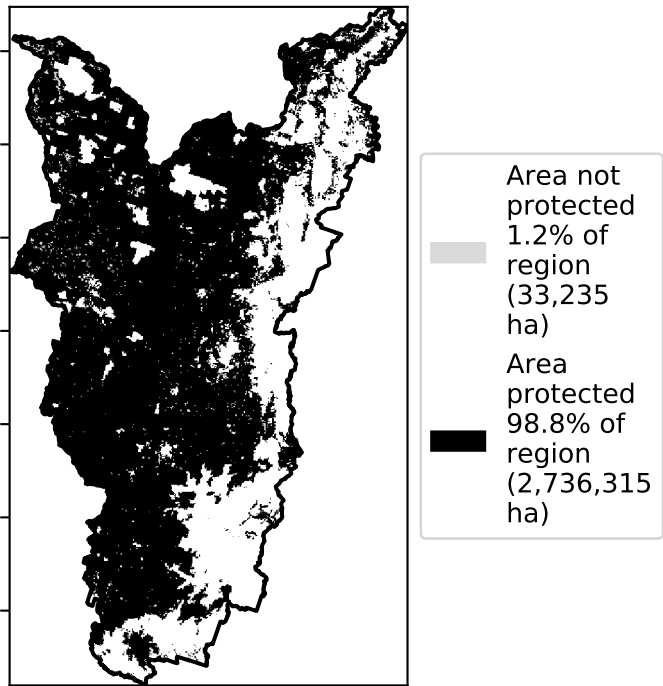 Area not
protected
1.2% of
region
(33,235
ha)
Area
protected
98.8% of
region
(2,736,315
ha)